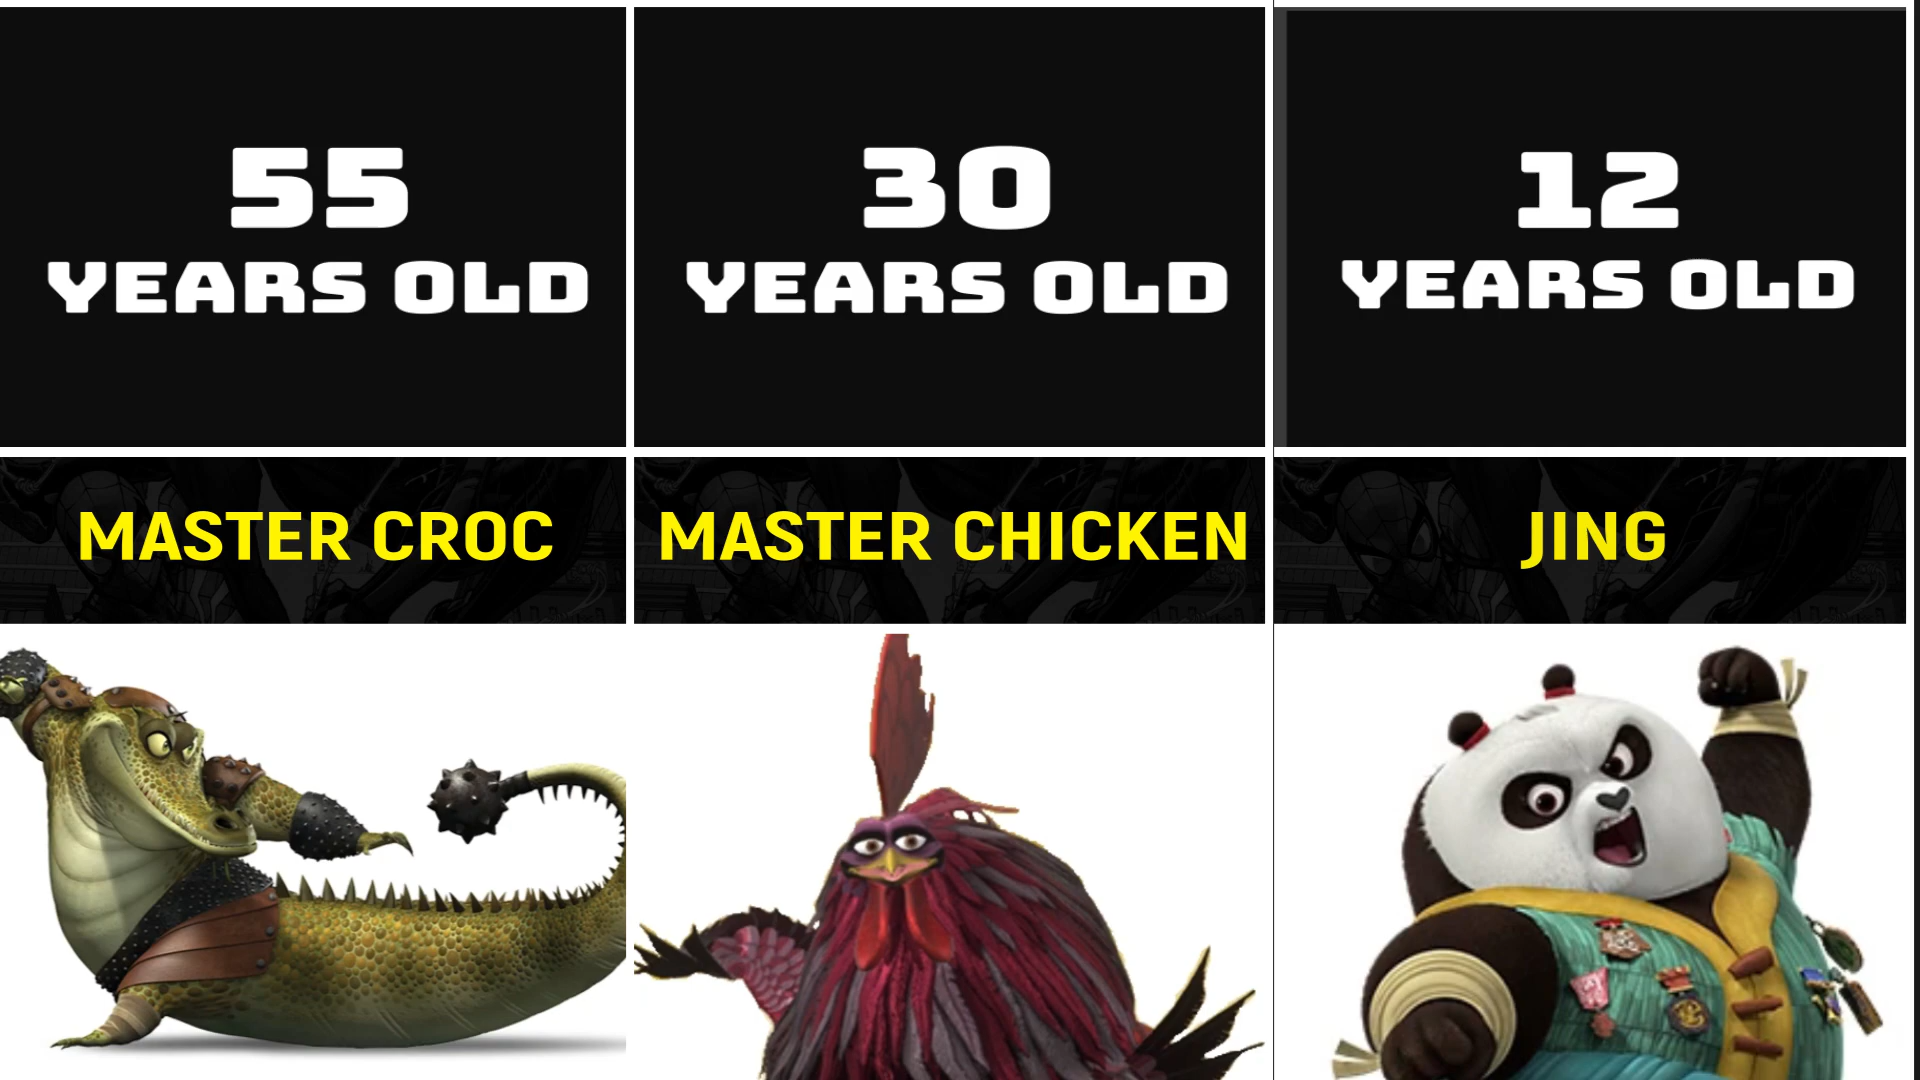 55
YEARS OLD
30
YEARS OLD
12
YEARS OLD
MASTER CROC
MASTER CHICKEN
JING